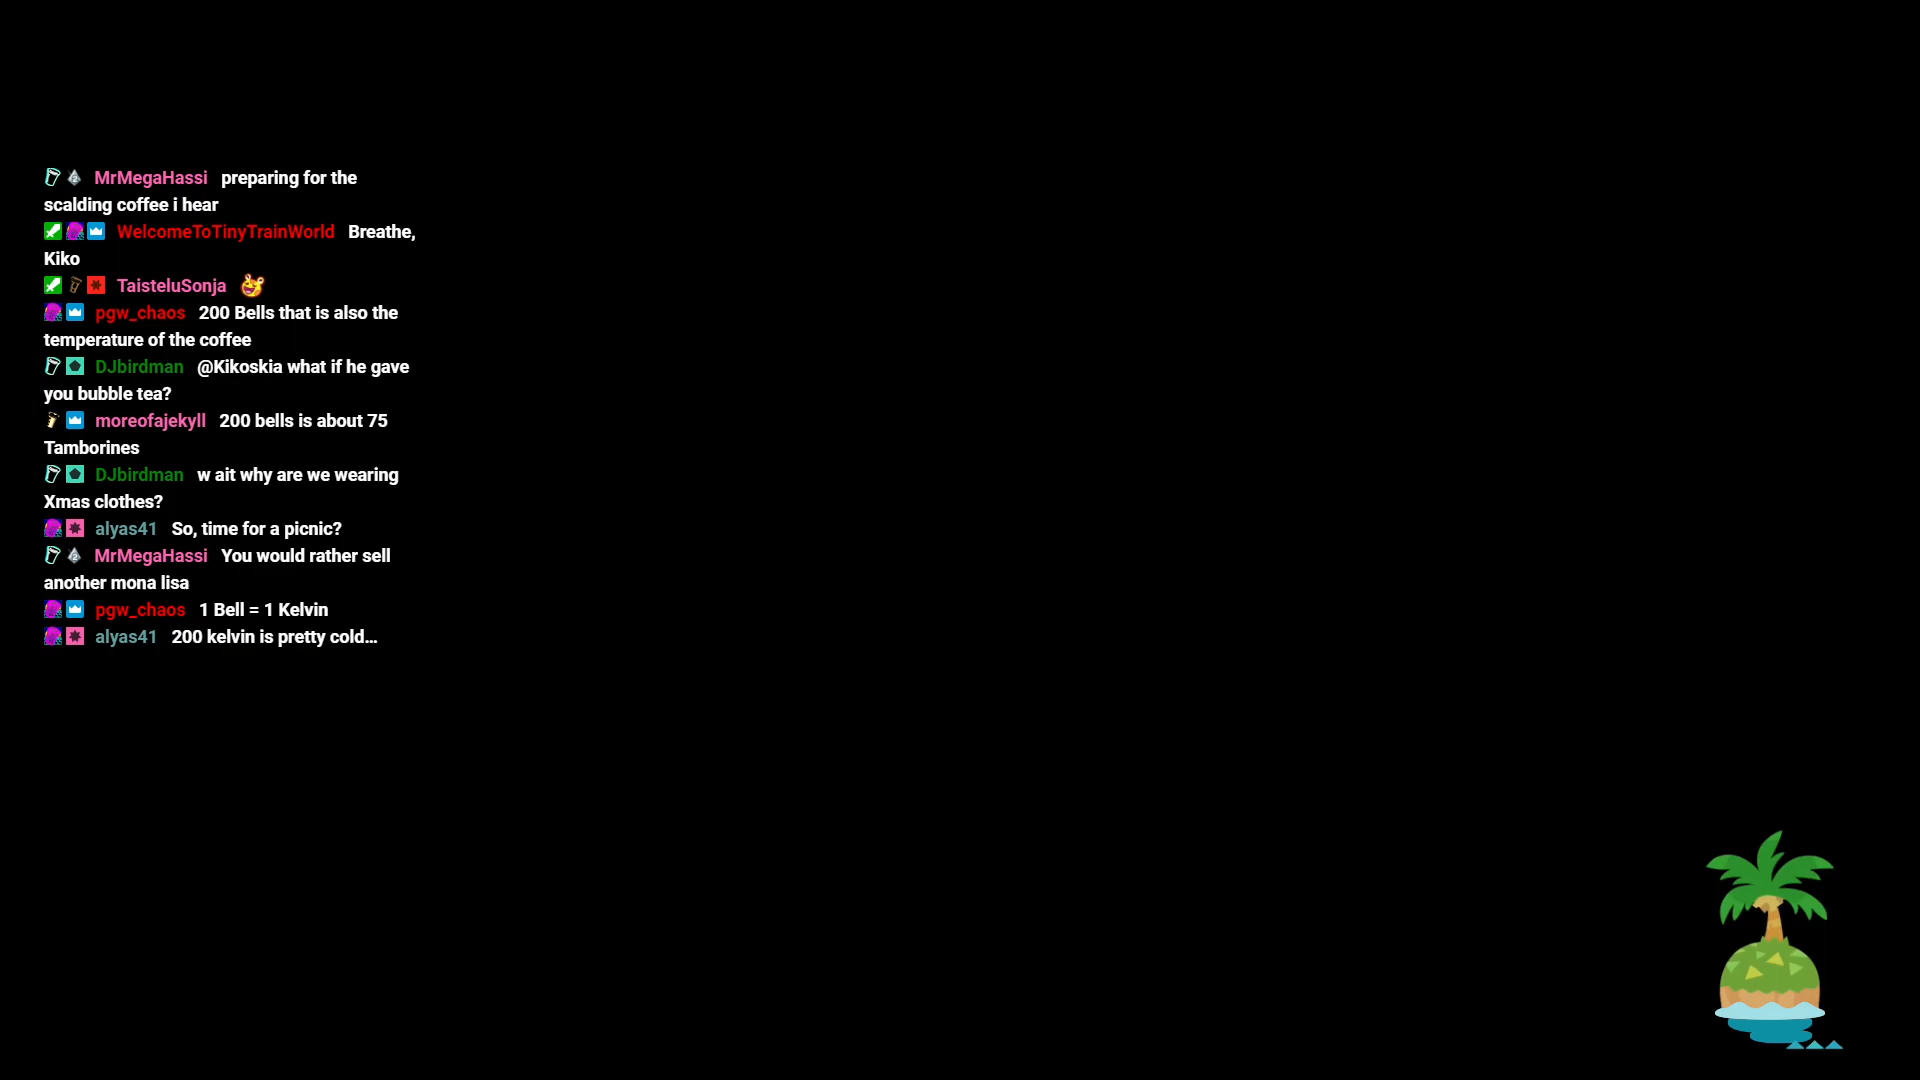 MrMegaHassi preparing for the
scalding coffee i hear
WelcomeToTinyTrainWorld Breathe,
Kiko
TaisteluSonja
pgw_chaos 200 Bells that is also the
temperature of the coffee
DJbirdman @Kikoskia what if he gave
you bubble tea?
moreofajekyll 200 bells is about 75
Tamborines
DJbirdman w ait why are we wearing
Xmas clothes?
alyas41 So, time for a picnic?
MrMegaHassi You would rather sell
another mona lisa
pgw_chaos 1 Bell = 1 Kelvin
alyas41 200 kelvin is pretty cold...